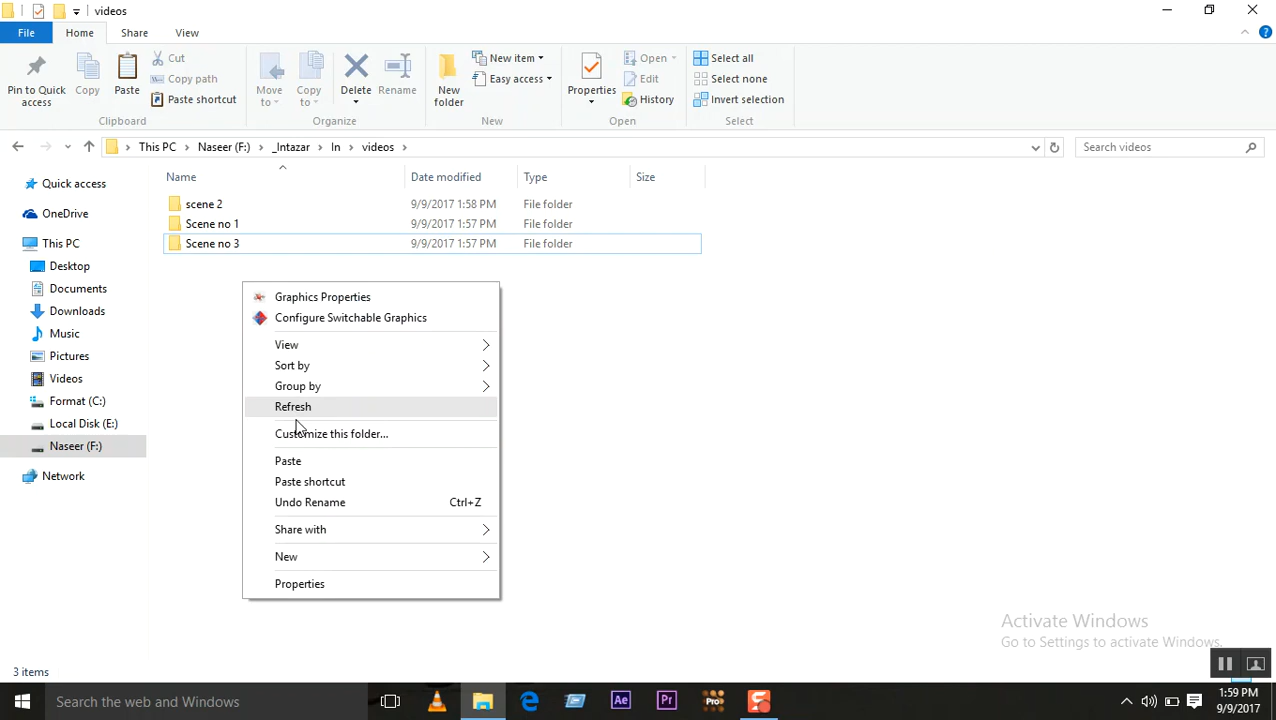 videos
File Home Share View
Pin to Quick access
Copy
Paste
Cut
Copy path
Paste shortcut
Clipboard
Move to
Copy to
Delete
Rename
Organize
New folder
New item
Easy access
New
Properties
Open
Edit
History
Open
Select all
Select none
Invert selection
Select
This PC Naseer (F:) _Intazar In videos
Search videos
Name Date modified Type Size
scene 2 9/9/2017 1:58 PM File folder
Scene no 1 9/9/2017 1:57 PM File folder
Scene no 3 9/9/2017 1:57 PM File folder
Quick access
OneDrive
This PC
Desktop
Documents
Downloads
Music
Pictures
Videos
Format (C:)
Local Disk (E:)
Naseer (F:)
Network
Graphics Properties
Configure Switchable Graphics
View
Sort by
Group by
Refresh
Customize this folder...
Paste
Paste shortcut
Undo Rename Ctrl+Z
Share with
New
Properties
Activate Windows
Go to Settings to activate Windows.
3 items
Search the web and Windows
Ae
Pr
Pro
1:59 PM
9/9/2017